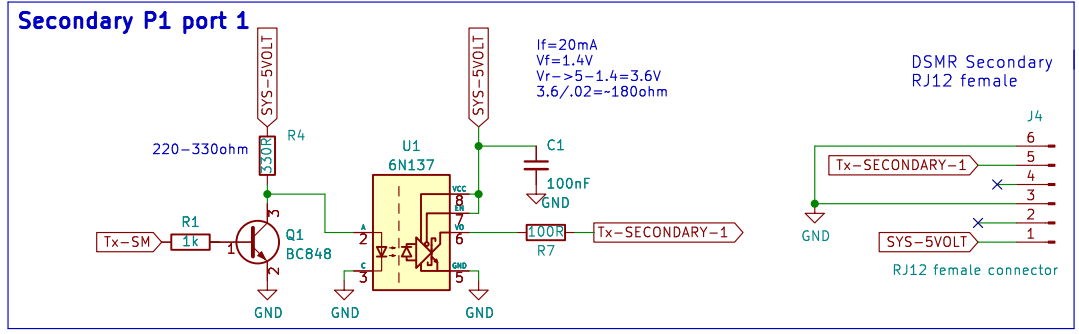 Secondary P1 port 1
SYS-5VOLT
SYS-5VOLT
If=20mA
Vf=1.4V
Vr->5-1.4=3.6V
3.6/.02=~180ohm
DSMR Secondary
RJ12 female
J4
220-330ohm
R4
330R
U1
6N137
C1
100nF
GND
6
5
4
3
2
1
Tx-SECONDARY-1
SYS-5VOLT
GND
RJ12 female connector
Tx-SM
R1
1k
1
3
2
Q1
BC848
GND
A
2
C
3
GND
VCC
8
EN
7
VO
6
GND
5
GND
100R
R7
Tx-SECONDARY-1